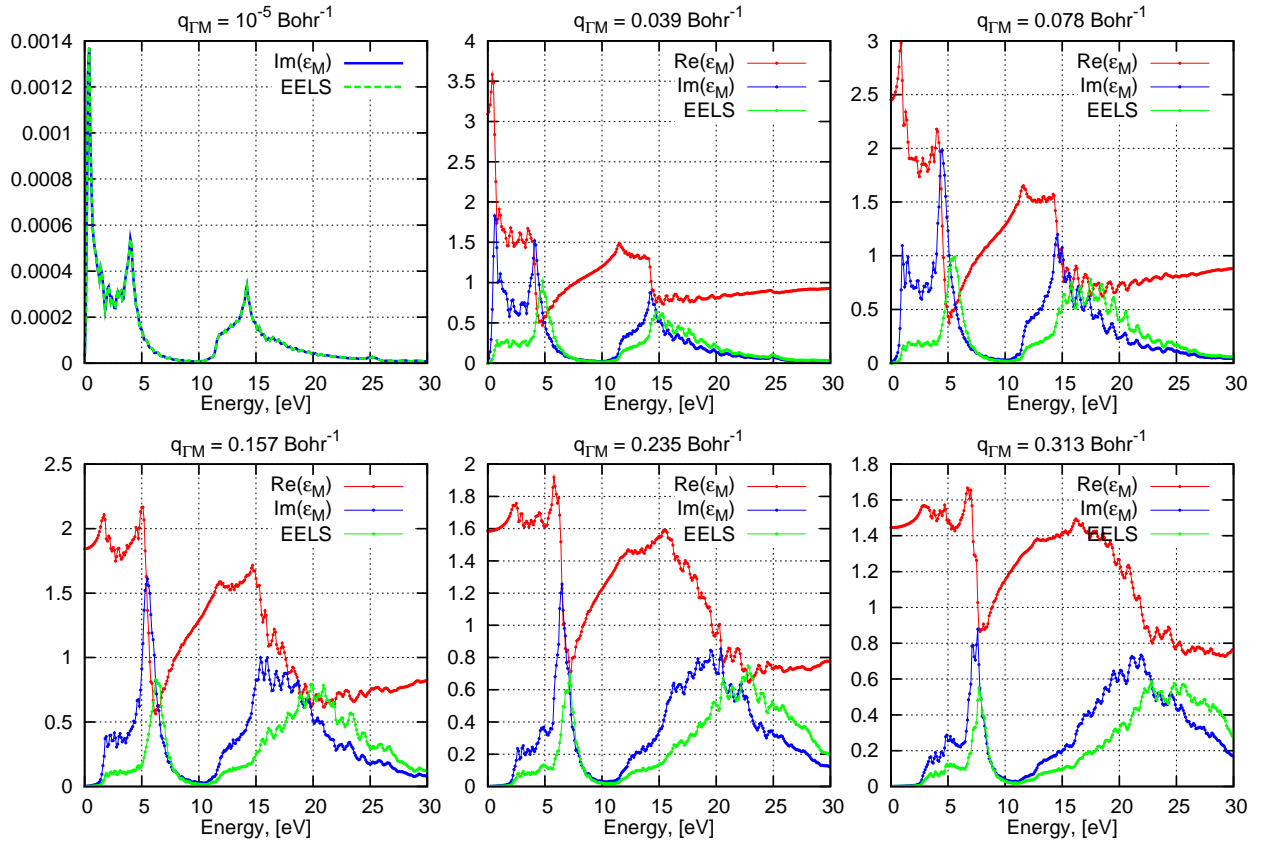 q_ΓM = 10⁻⁵ Bohr⁻¹
Im(ε_M)
EELS
0.0014
0.0012
0.001
0.0008
0.0006
0.0004
0.0002
0
0 5 10 15 20 25 30
Energy, [eV]
q_ΓM = 0.039 Bohr⁻¹
Re(ε_M)
Im(ε_M)
EELS
4
3.5
3
2.5
2
1.5
1
0.5
0
0 5 10 15 20 25 30
Energy, [eV]
q_ΓM = 0.078 Bohr⁻¹
Re(ε_M)
Im(ε_M)
EELS
3
2.5
2
1.5
1
0.5
0
0 5 10 15 20 25 30
Energy, [eV]
q_ΓM = 0.157 Bohr⁻¹
Re(ε_M)
Im(ε_M)
EELS
2.5
2
1.5
1
0.5
0
0 5 10 15 20 25 30
Energy, [eV]
q_ΓM = 0.235 Bohr⁻¹
Re(ε_M)
Im(ε_M)
EELS
2
1.8
1.6
1.4
1.2
1
0.8
0.6
0.4
0.2
0
0 5 10 15 20 25 30
Energy, [eV]
q_ΓM = 0.313 Bohr⁻¹
Re(ε_M)
Im(ε_M)
EELS
1.8
1.6
1.4
1.2
1
0.8
0.6
0.4
0.2
0
0 5 10 15 20 25 30
Energy, [eV]